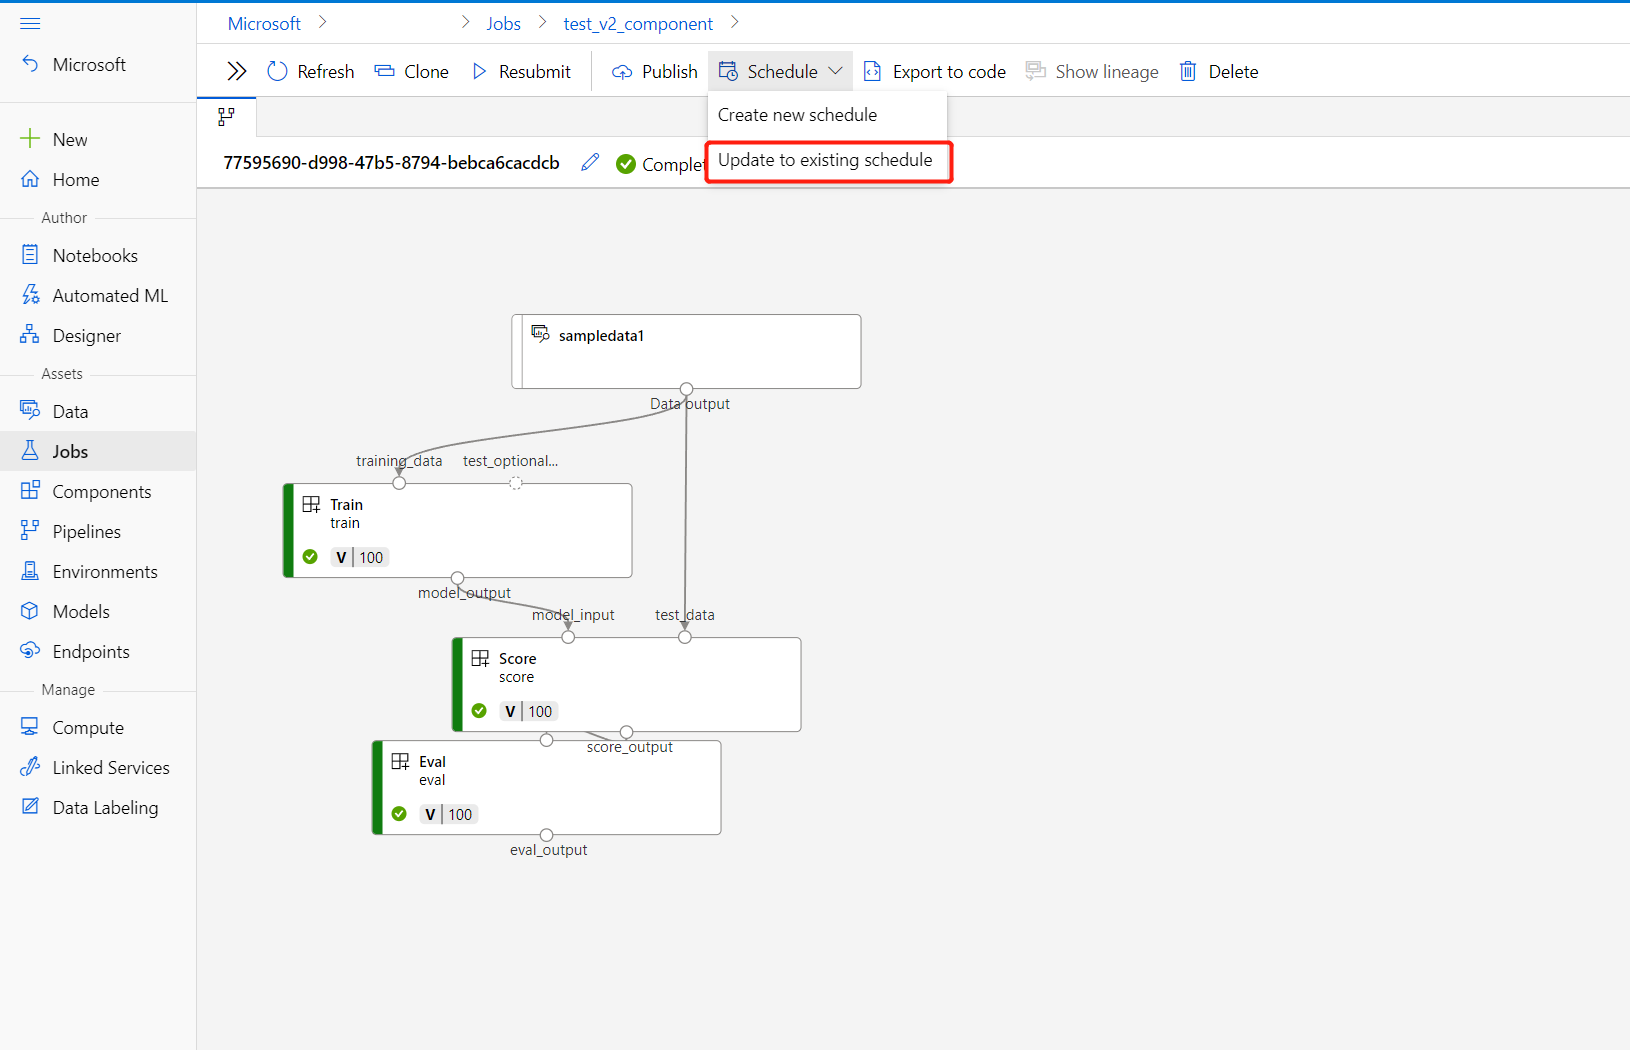 Microsoft > > Jobs > test_v2_component >
Microsoft
Refresh Clone Resubmit Publish Schedule Export to code Show lineage Delete
Create new schedule
Update to existing schedule
77595690-d998-47b5-8794-bebca6cacdcb Complet
New
Home
Author
Notebooks
Automated ML
Designer
Assets
Data
Jobs
Components
Pipelines
Environments
Models
Endpoints
Manage
Compute
Linked Services
Data Labeling
sampledata1
Data output
training_data test_optional...
Train
train
V 100
model_output
model_input test_data
Score
score
V 100
score_output
Eval
eval
V 100
eval_output